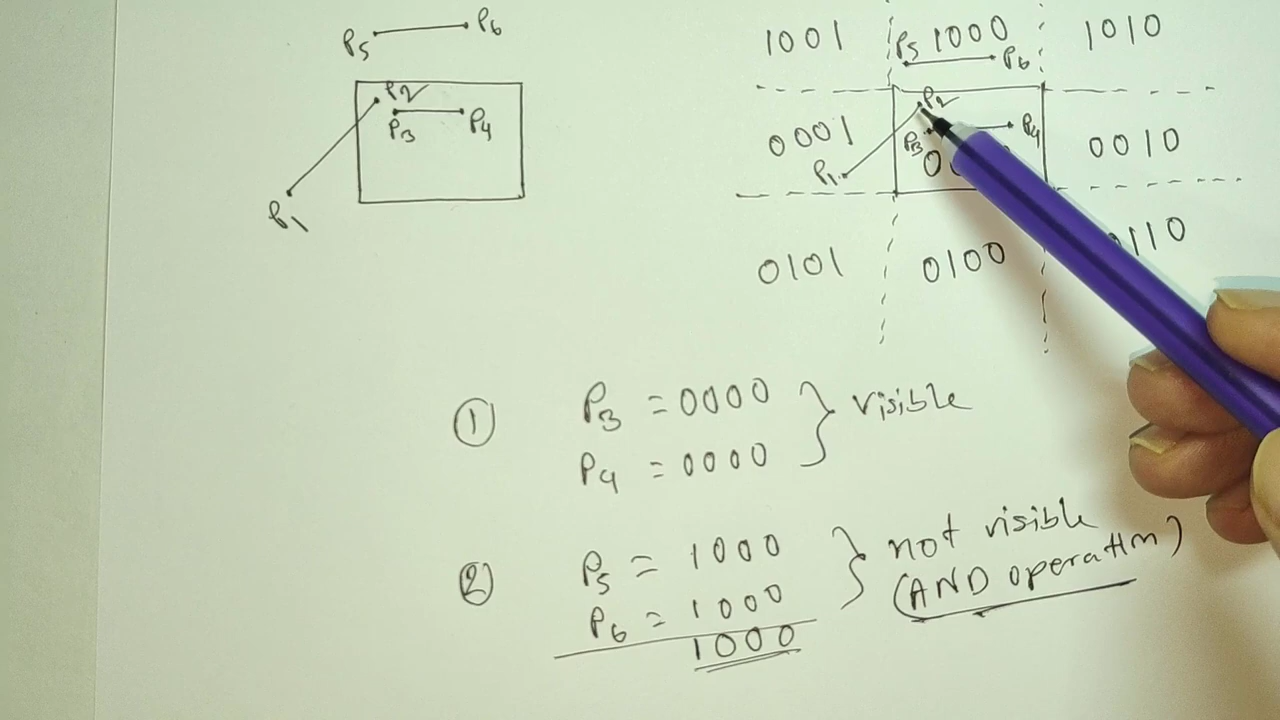 P5 P6
P2
P3 P4
P1
1001 P5 1000 P6 1010
P2
0001 P3 P4 0010
P1
0101 0100 0110
① P3 = 0000 } visible
P4 = 0000
② P5 = 1000 } not visible
P6 = 1000 (AND operation)
1000